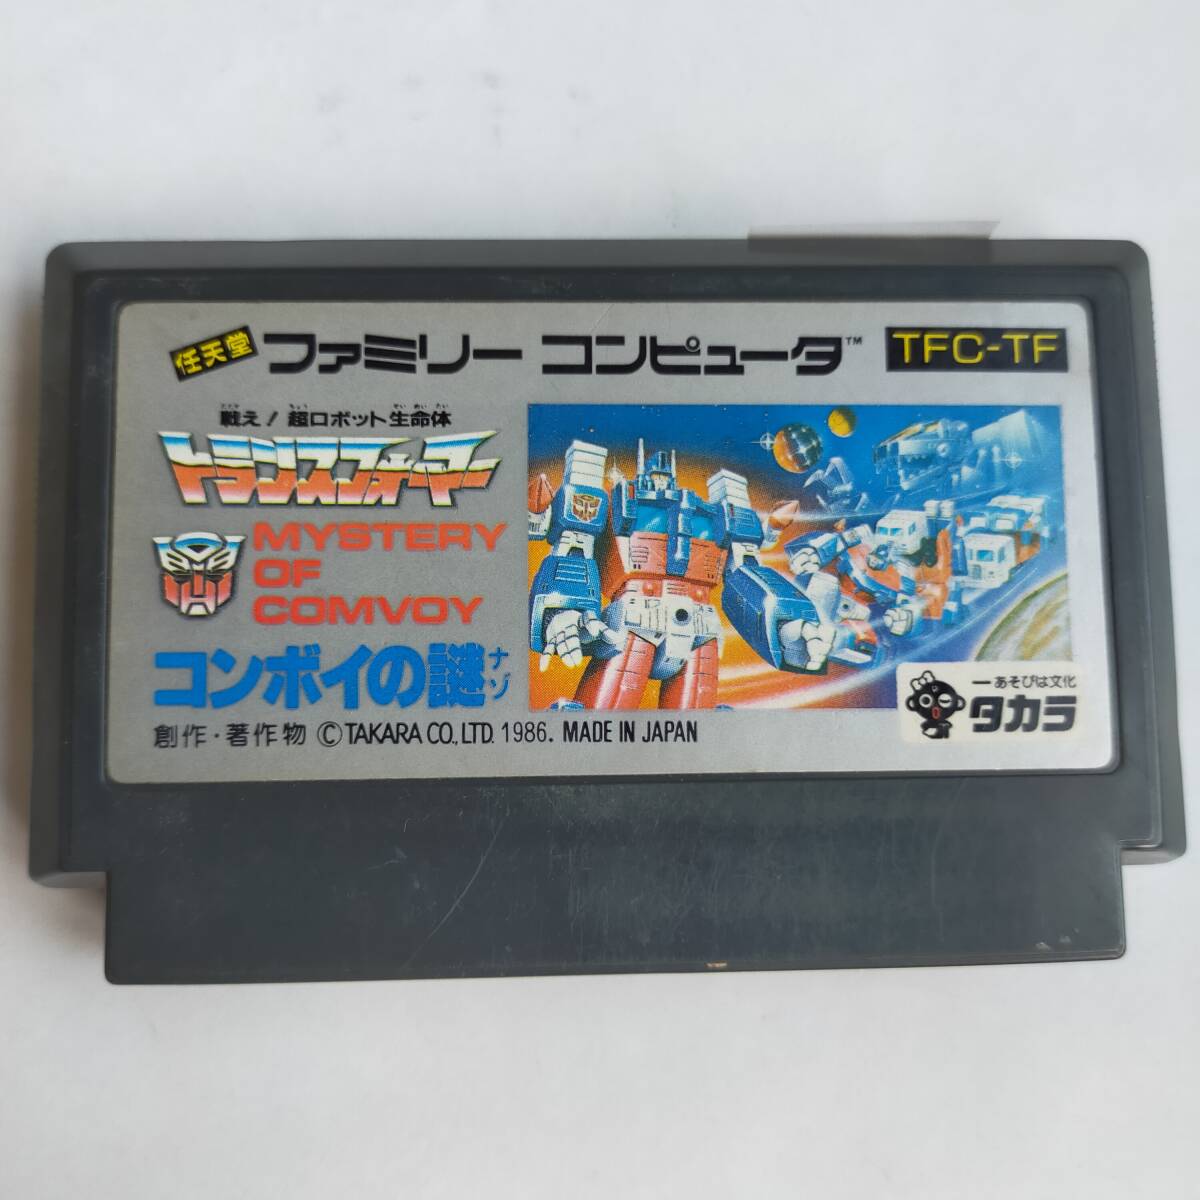 任天堂 ファミリー コンピュータ™ TFC-TF
戦え!超ロボット生命体
トランスフォーマー
MYSTERY
OF
COMVOY
コンボイの謎
ナゾ
創作・著作物 ©TAKARA CO.,LTD. 1986. MADE IN JAPAN
あそびは文化
タカラ